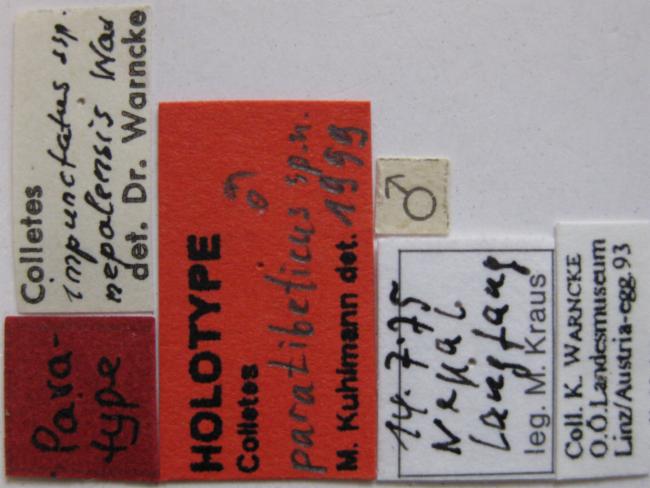 Colletes
impunctatus ssp.
nepalensis War
det. Dr. Warncke
Para-
type
HOLOTYPE
Colletes ♂
paratibeticus sp.n.
M. Kuhlmann det. 1999
♂
14. 7. 75
Nepal
Langtang
leg. M. Kraus
Coll. K. WARNCKE
O.Ö.Landesmuseum
Linz/Austria-egg.93